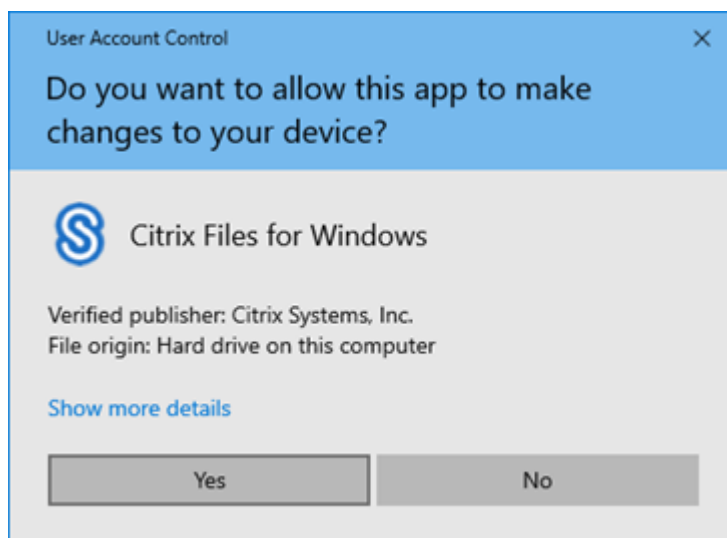 User Account Control
Do you want to allow this app to make
changes to your device?
Citrix Files for Windows
Verified publisher: Citrix Systems, Inc.
File origin: Hard drive on this computer
Show more details
Yes
No